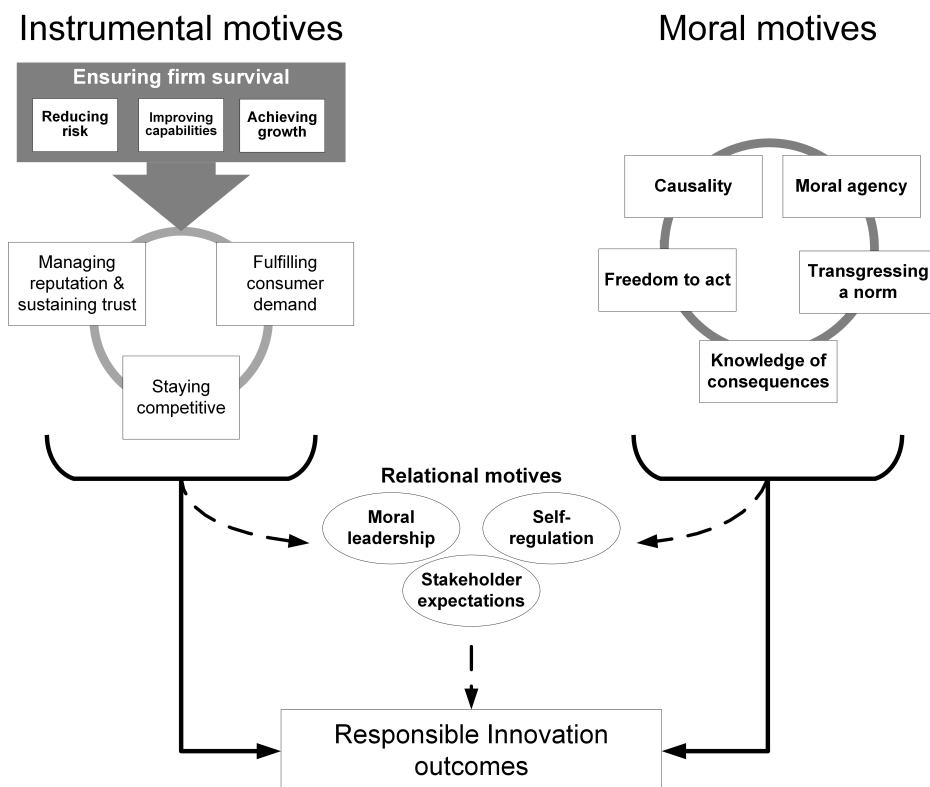 Instrumental motives
Moral motives
Ensuring firm survival
Reducing
risk
Improving
capabilities
Achieving
growth
Managing
reputation &
sustaining trust
Fulfilling
consumer
demand
Staying
competitive
Causality
Moral agency
Freedom to act
Transgressing
a norm
Knowledge of
consequences
Relational motives
Moral
leadership
Self-
regulation
Stakeholder
expectations
Responsible Innovation
outcomes